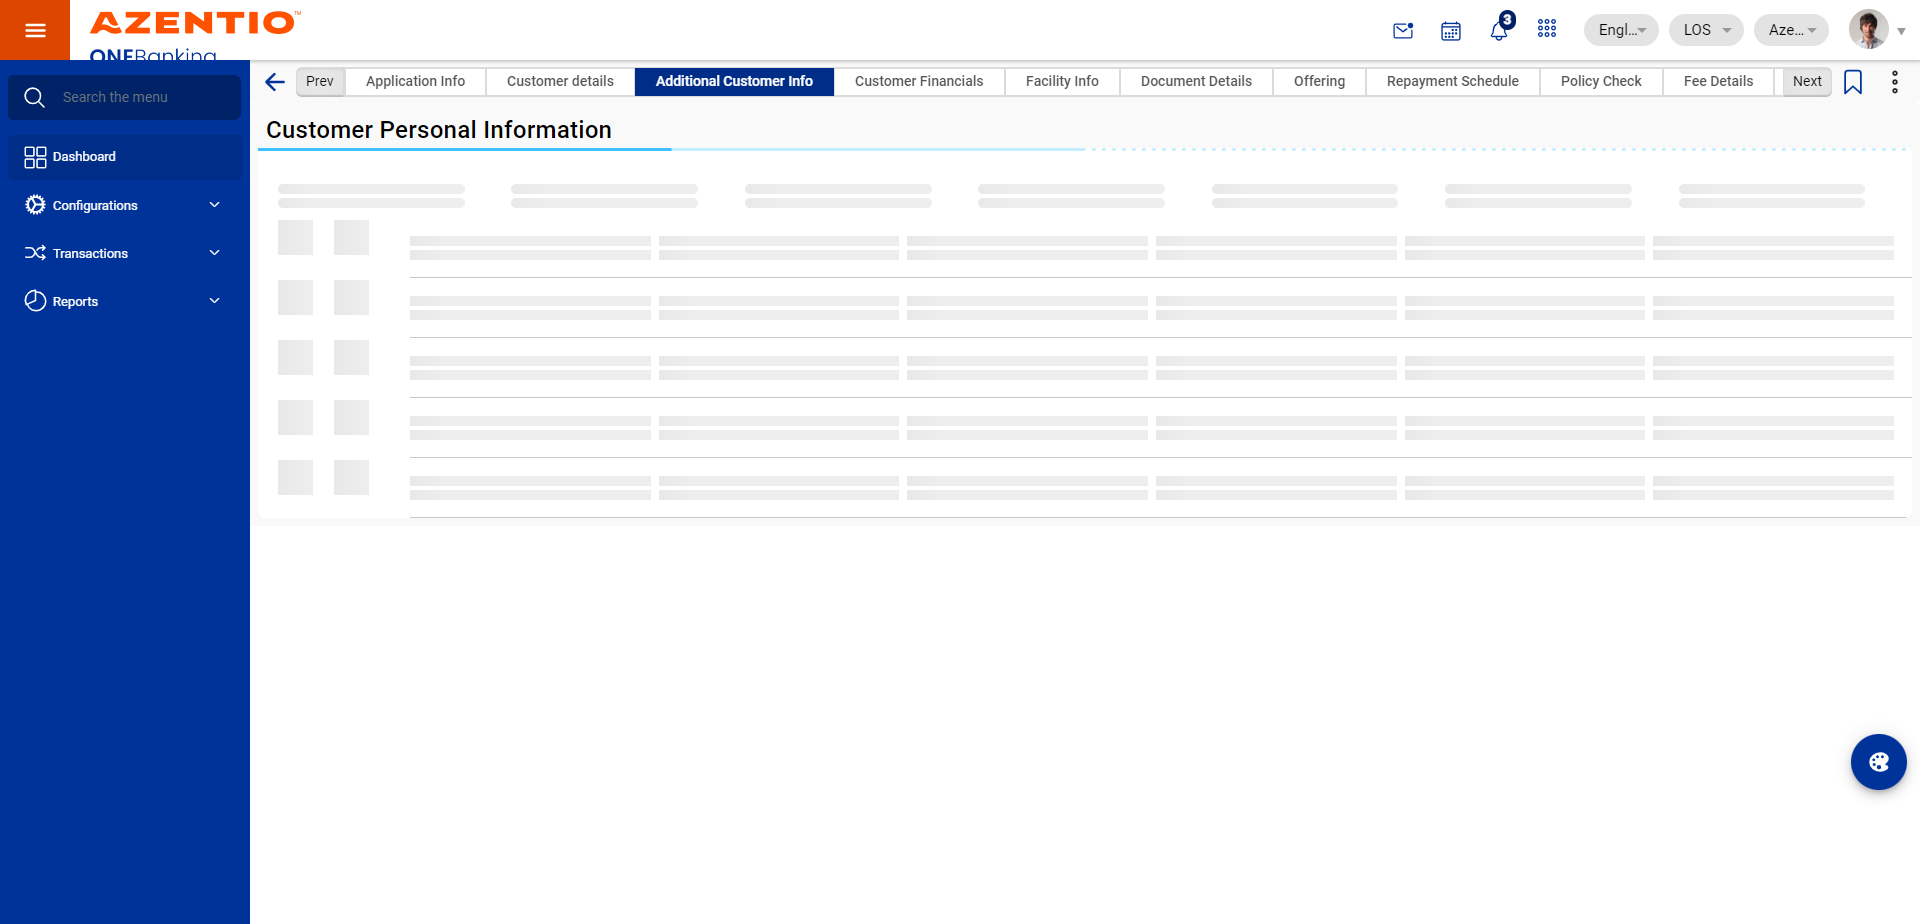 AZENTIO™
ONEBanking
3
Engl...
LOS
Aze...
Search the menu
Dashboard
Configurations
Transactions
Reports
Prev
Application Info
Customer details
Additional Customer Info
Customer Financials
Facility Info
Document Details
Offering
Repayment Schedule
Policy Check
Fee Details
Next
Customer Personal Information